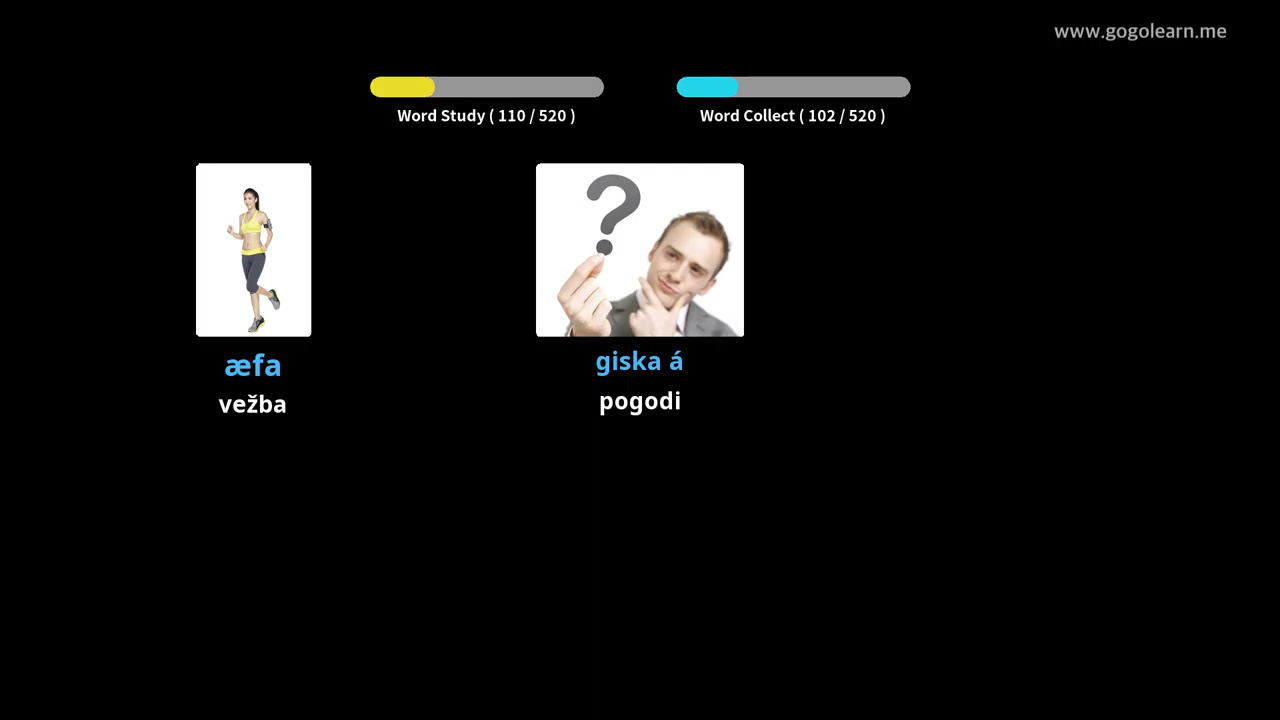 www.gogolearn.me
Word Study ( 110 / 520 )
Word Collect ( 102 / 520 )
?
æfa
vežba
giska á
pogodi